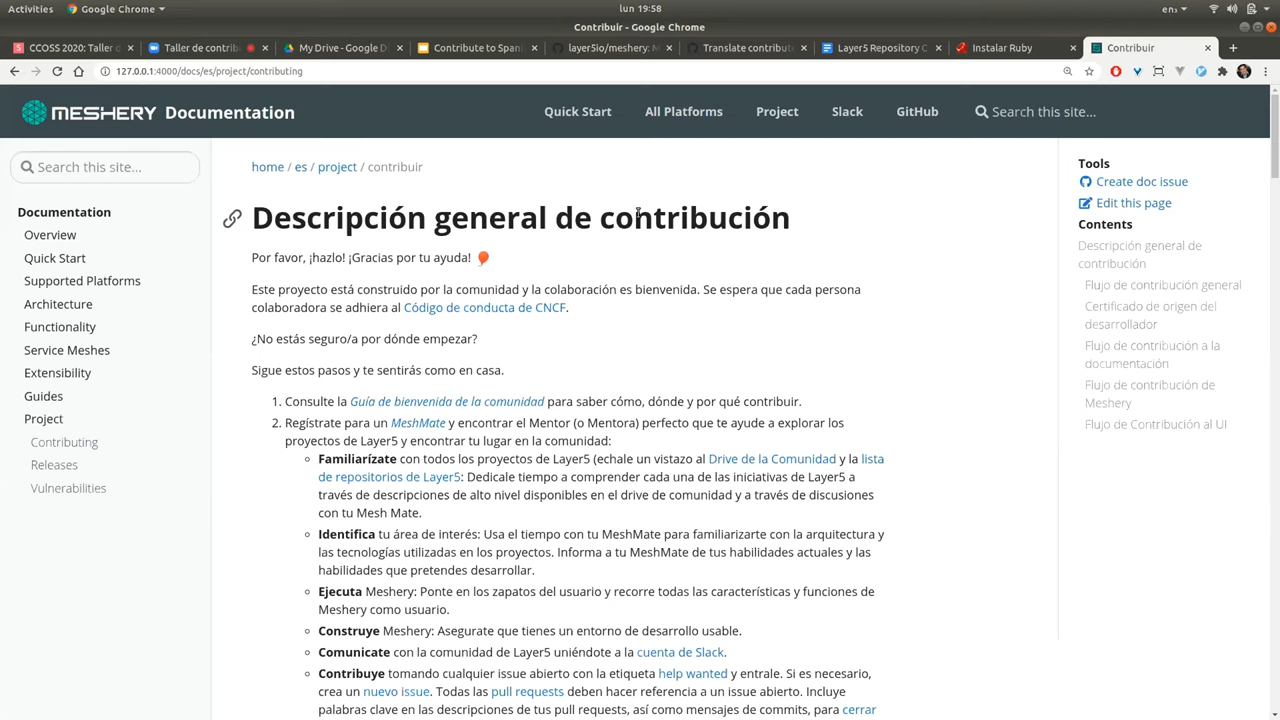 Activities Google Chrome lun 19:58 en₃
Contribuir - Google Chrome
CCOSS 2020: Taller d Taller de contrib My Drive - Google D Contribute to Span layer5io/meshery: M Translate contribut Layer5 Repository O Instalar Ruby Contribuir
127.0.0.1:4000/docs/es/project/contributing
MESHERY Documentation Quick Start All Platforms Project Slack GitHub Search this site...
Search this site...
Documentation
Overview
Quick Start
Supported Platforms
Architecture
Functionality
Service Meshes
Extensibility
Guides
Project
Contributing
Releases
Vulnerabilities
home / es / project / contribuir
Descripción general de contribución
Por favor, ¡hazlo! ¡Gracias por tu ayuda!
Este proyecto está construido por la comunidad y la colaboración es bienvenida. Se espera que cada persona
colaboradora se adhiera al Código de conducta de CNCF.
¿No estás seguro/a por dónde empezar?
Sigue estos pasos y te sentirás como en casa.
1. Consulte la Guía de bienvenida de la comunidad para saber cómo, dónde y por qué contribuir.
2. Regístrate para un MeshMate y encontrar el Mentor (o Mentora) perfecto que te ayude a explorar los
proyectos de Layer5 y encontrar tu lugar en la comunidad:
Familiarízate con todos los proyectos de Layer5 (echale un vistazo al Drive de la Comunidad y la lista
de repositorios de Layer5: Dedicale tiempo a comprender cada una de las iniciativas de Layer5 a
través de descripciones de alto nivel disponibles en el drive de comunidad y a través de discusiones
con tu Mesh Mate.
Identifica tu área de interés: Usa el tiempo con tu MeshMate para familiarizarte con la arquitectura y
las tecnologías utilizadas en los proyectos. Informa a tu MeshMate de tus habilidades actuales y las
habilidades que pretendes desarrollar.
Ejecuta Meshery: Ponte en los zapatos del usuario y recorre todas las características y funciones de
Meshery como usuario.
Construye Meshery: Asegurate que tienes un entorno de desarrollo usable.
Comunicate con la comunidad de Layer5 uniéndote a la cuenta de Slack.
Contribuye tomando cualquier issue abierto con la etiqueta help wanted y entrale. Si es necesario,
crea un nuevo issue. Todas las pull requests deben hacer referencia a un issue abierto. Incluye
palabras clave en las descripciones de tus pull requests, así como mensajes de commits, para cerrar
Tools
Create doc issue
Edit this page
Contents
Descripción general de
contribución
Flujo de contribución general
Certificado de origen del
desarrollador
Flujo de contribución a la
documentación
Flujo de contribución de
Meshery
Flujo de Contribución al UI